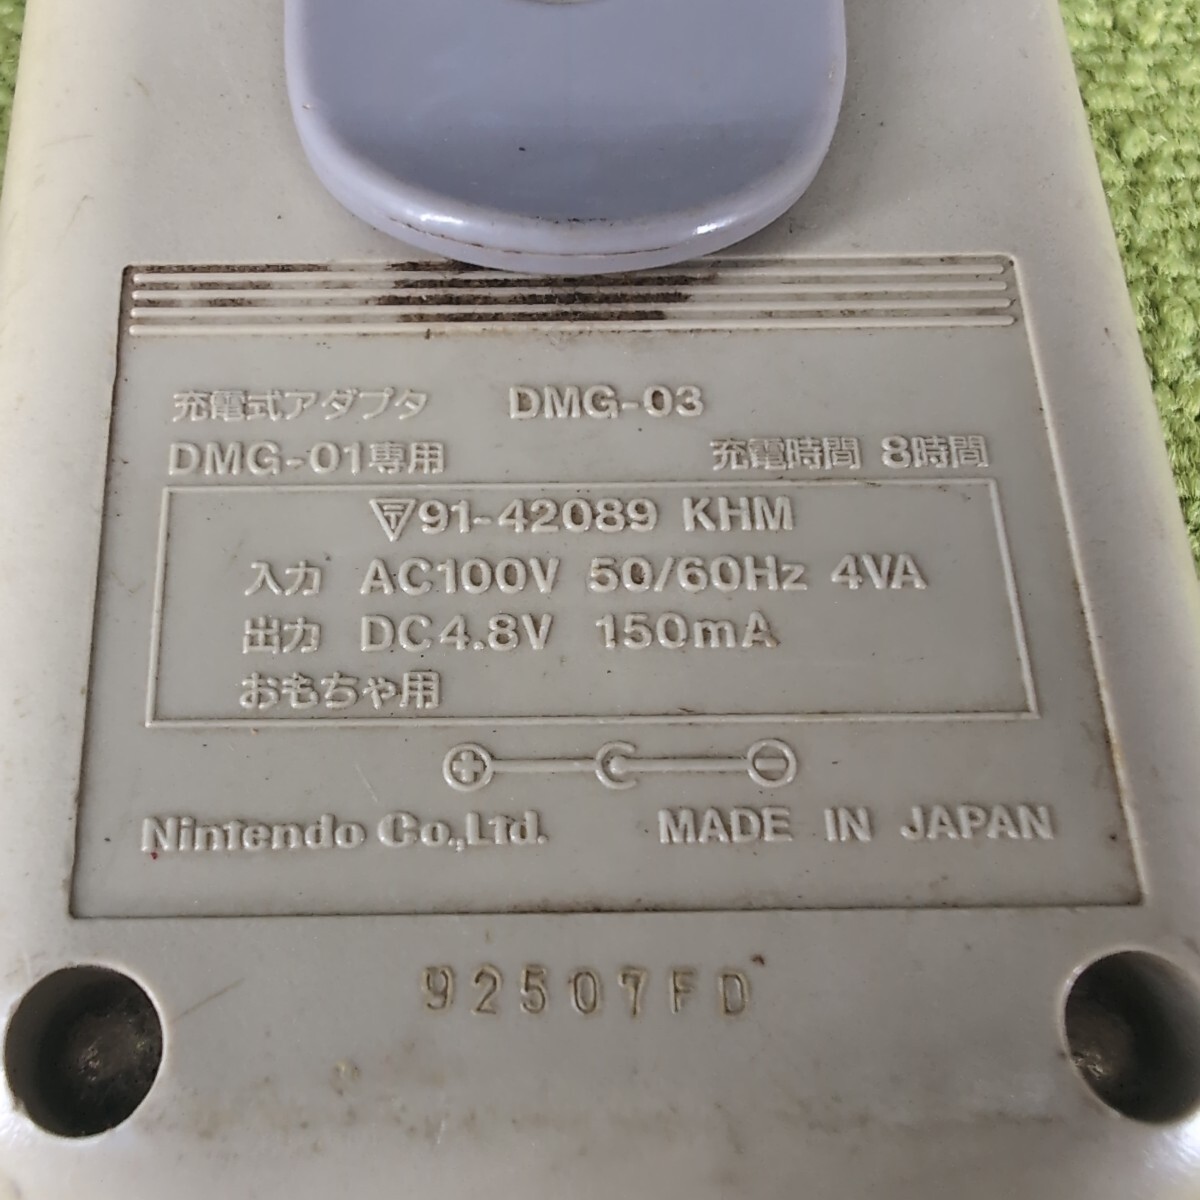 充電式アダプタ DMG-03
DMG-01専用 充電時間 8時間
91-42089 KHM
入力 AC100V 50/60Hz 4VA
出力 DC4.8V 150mA
おもちゃ用
Nintendo Co.,Ltd. MADE IN JAPAN
92507FD